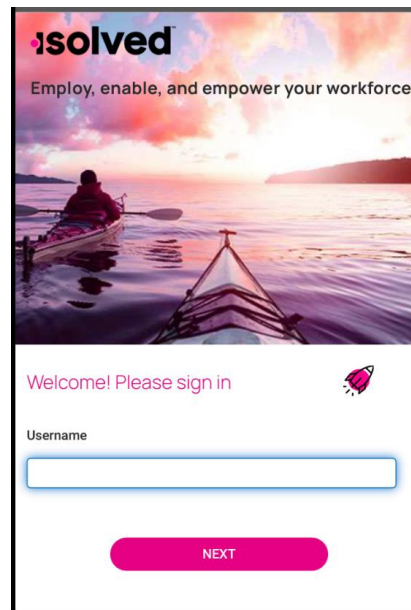 isolved
Employ, enable, and empower your workforce
Welcome! Please sign in
Username
NEXT